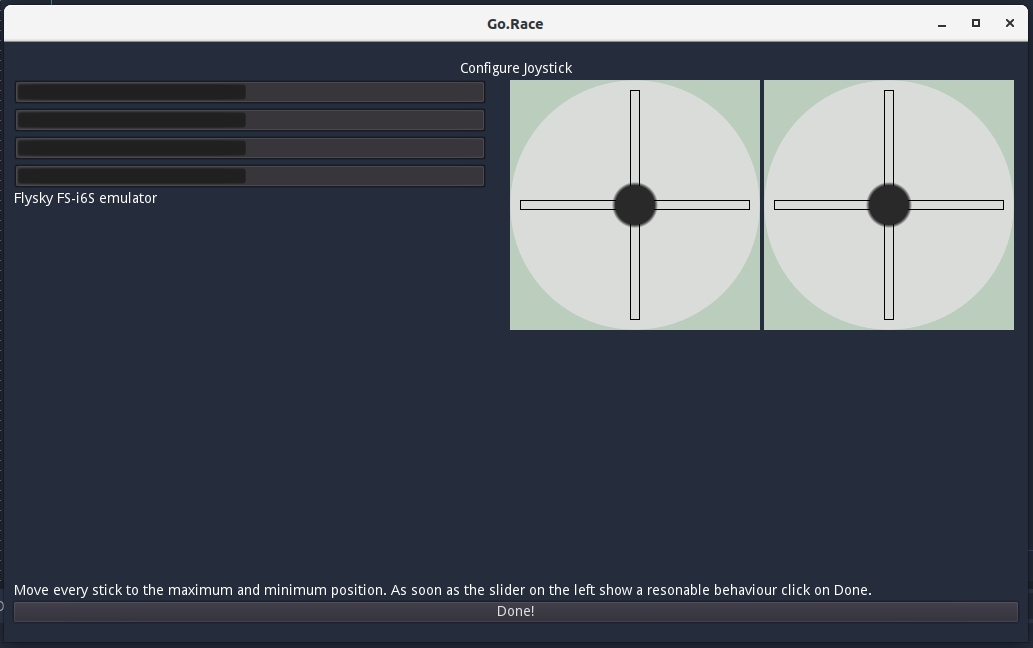 Go.Race
Configure Joystick
Flysky FS-i6S emulator
Move every stick to the maximum and minimum position. As soon as the slider on the left show a resonable behaviour click on Done.
Done!